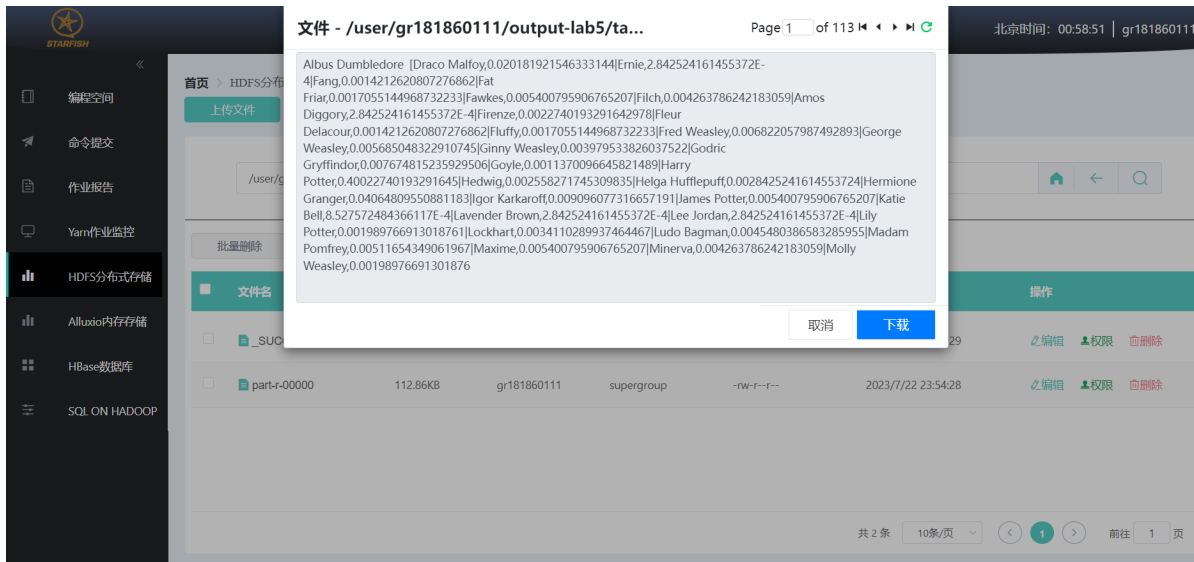 STARFISH
«
编程空间
命令提交
作业报告
Yarn作业监控
HDFS分布式存储
Alluxio内存存储
HBase数据库
SQL ON HADOOP
北京时间：00:58:51 | gr181860111
首页 > HDFS分布
上传文件
/user/g
批量删除
文件 - /user/gr181860111/output-lab5/ta...
Page 1 of 113
Albus Dumbledore [Draco Malfoy,0.020181921546333144|Ernie,2.842524161455372E-
4|Fang,0.0014212620807276862|Fat
Friar,0.0017055144968732233|Fawkes,0.005400795906765207|Filch,0.004263786242183059|Amos
Diggory,2.842524161455372E-4|Firenze,0.0022740193291642978|Fleur
Delacour,0.0014212620807276862|Fluffy,0.0017055144968732233|Fred Weasley,0.006822057987492893|George
Weasley,0.005685048322910745|Ginny Weasley,0.003979533826037522|Godric
Gryffindor,0.007674815235929506|Goyle,0.0011370096645821489|Harry
Potter,0.40022740193291645|Hedwig,0.002558271745309835|Helga Hufflepuff,0.0028425241614553724|Hermione
Granger,0.04064809550881183|Igor Karkaroff,0.009096077316657191|James Potter,0.005400795906765207|Katie
Bell,8.527572484366117E-4|Lavender Brown,2.842524161455372E-4|Lee Jordan,2.842524161455372E-4|Lily
Potter,0.001989766913018761|Lockhart,0.0034110289937464467|Ludo Bagman,0.0045480386583285955|Madam
Pomfrey,0.00511654349061967|Maxime,0.005400795906765207|Minerva,0.004263786242183059|Molly
Weasley,0.00198976691301876
取消 下载
文件名 操作
_SUC 29 编辑 权限 删除
part-r-00000 112.86KB gr181860111 supergroup -rw-r--r-- 2023/7/22 23:54:28 编辑 权限 删除
共 2 条 10条/页 < 1 > 前往 1 页